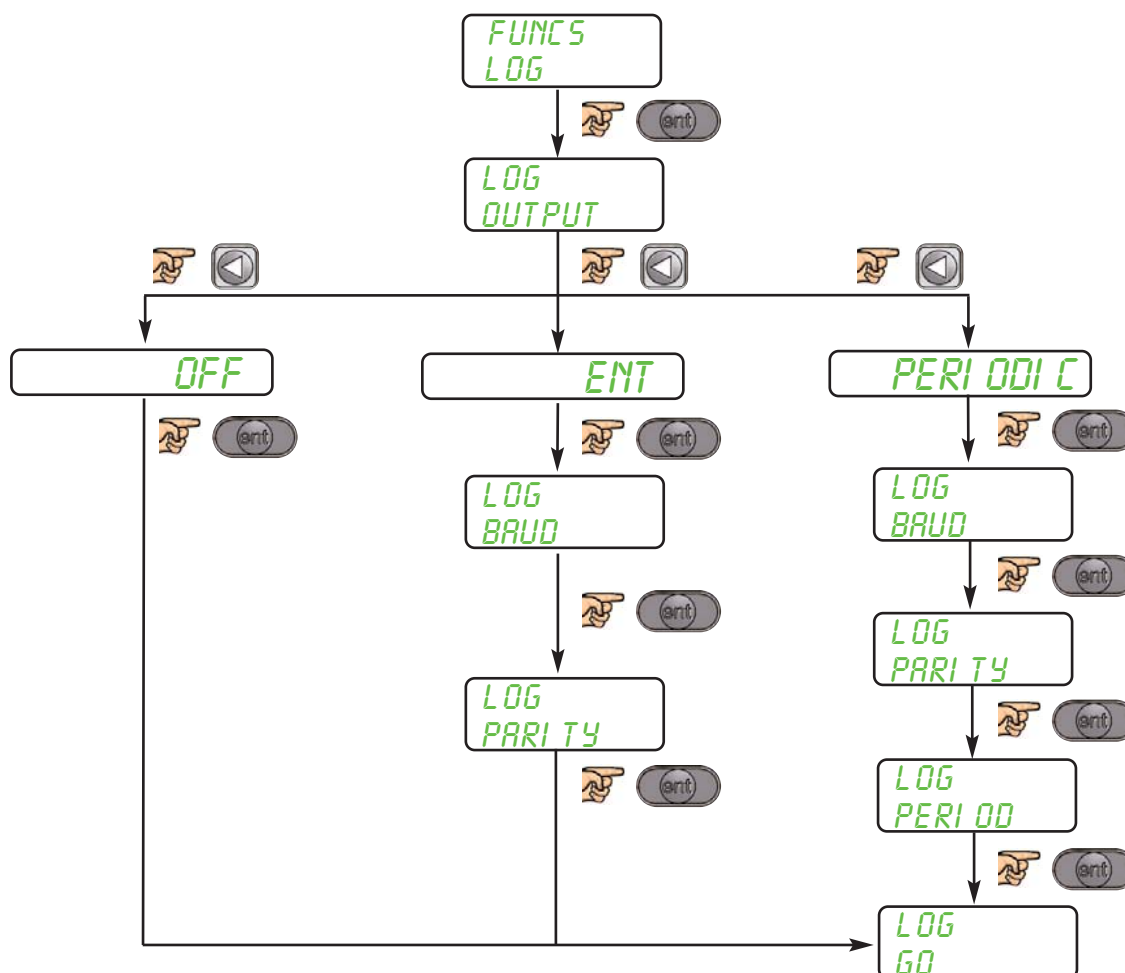 FUNCS
LOG
ent
LOG
OUTPUT
OFF
ENT
PERIODIC
ent
ent
ent
LOG
BAUD
LOG
BAUD
ent
ent
LOG
PARITY
LOG
PARITY
ent
ent
LOG
PERIOD
ent
LOG
GO